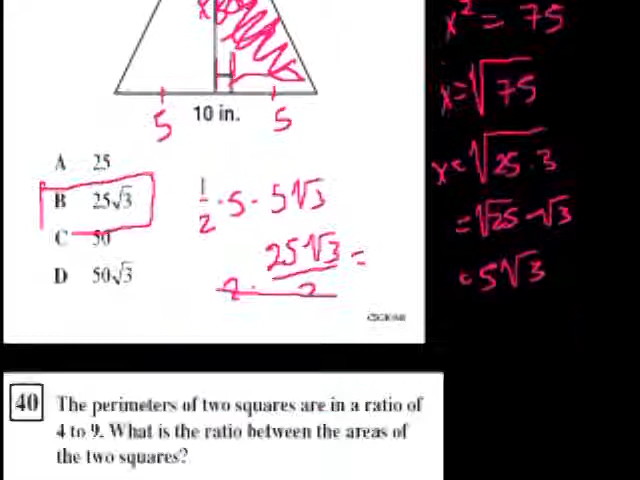 x
x² = 75
x = √75
5
10 in.
5
x = √25 · 3
A 25
B 25√3
1/2 · 5 · 5√3
= √25 - √3
C 50
25√3/2 =
D 50√3
2 ·
= 5√3
40 The perimeters of two squares are in a ratio of
4 to 9. What is the ratio between the areas of
the two squares?